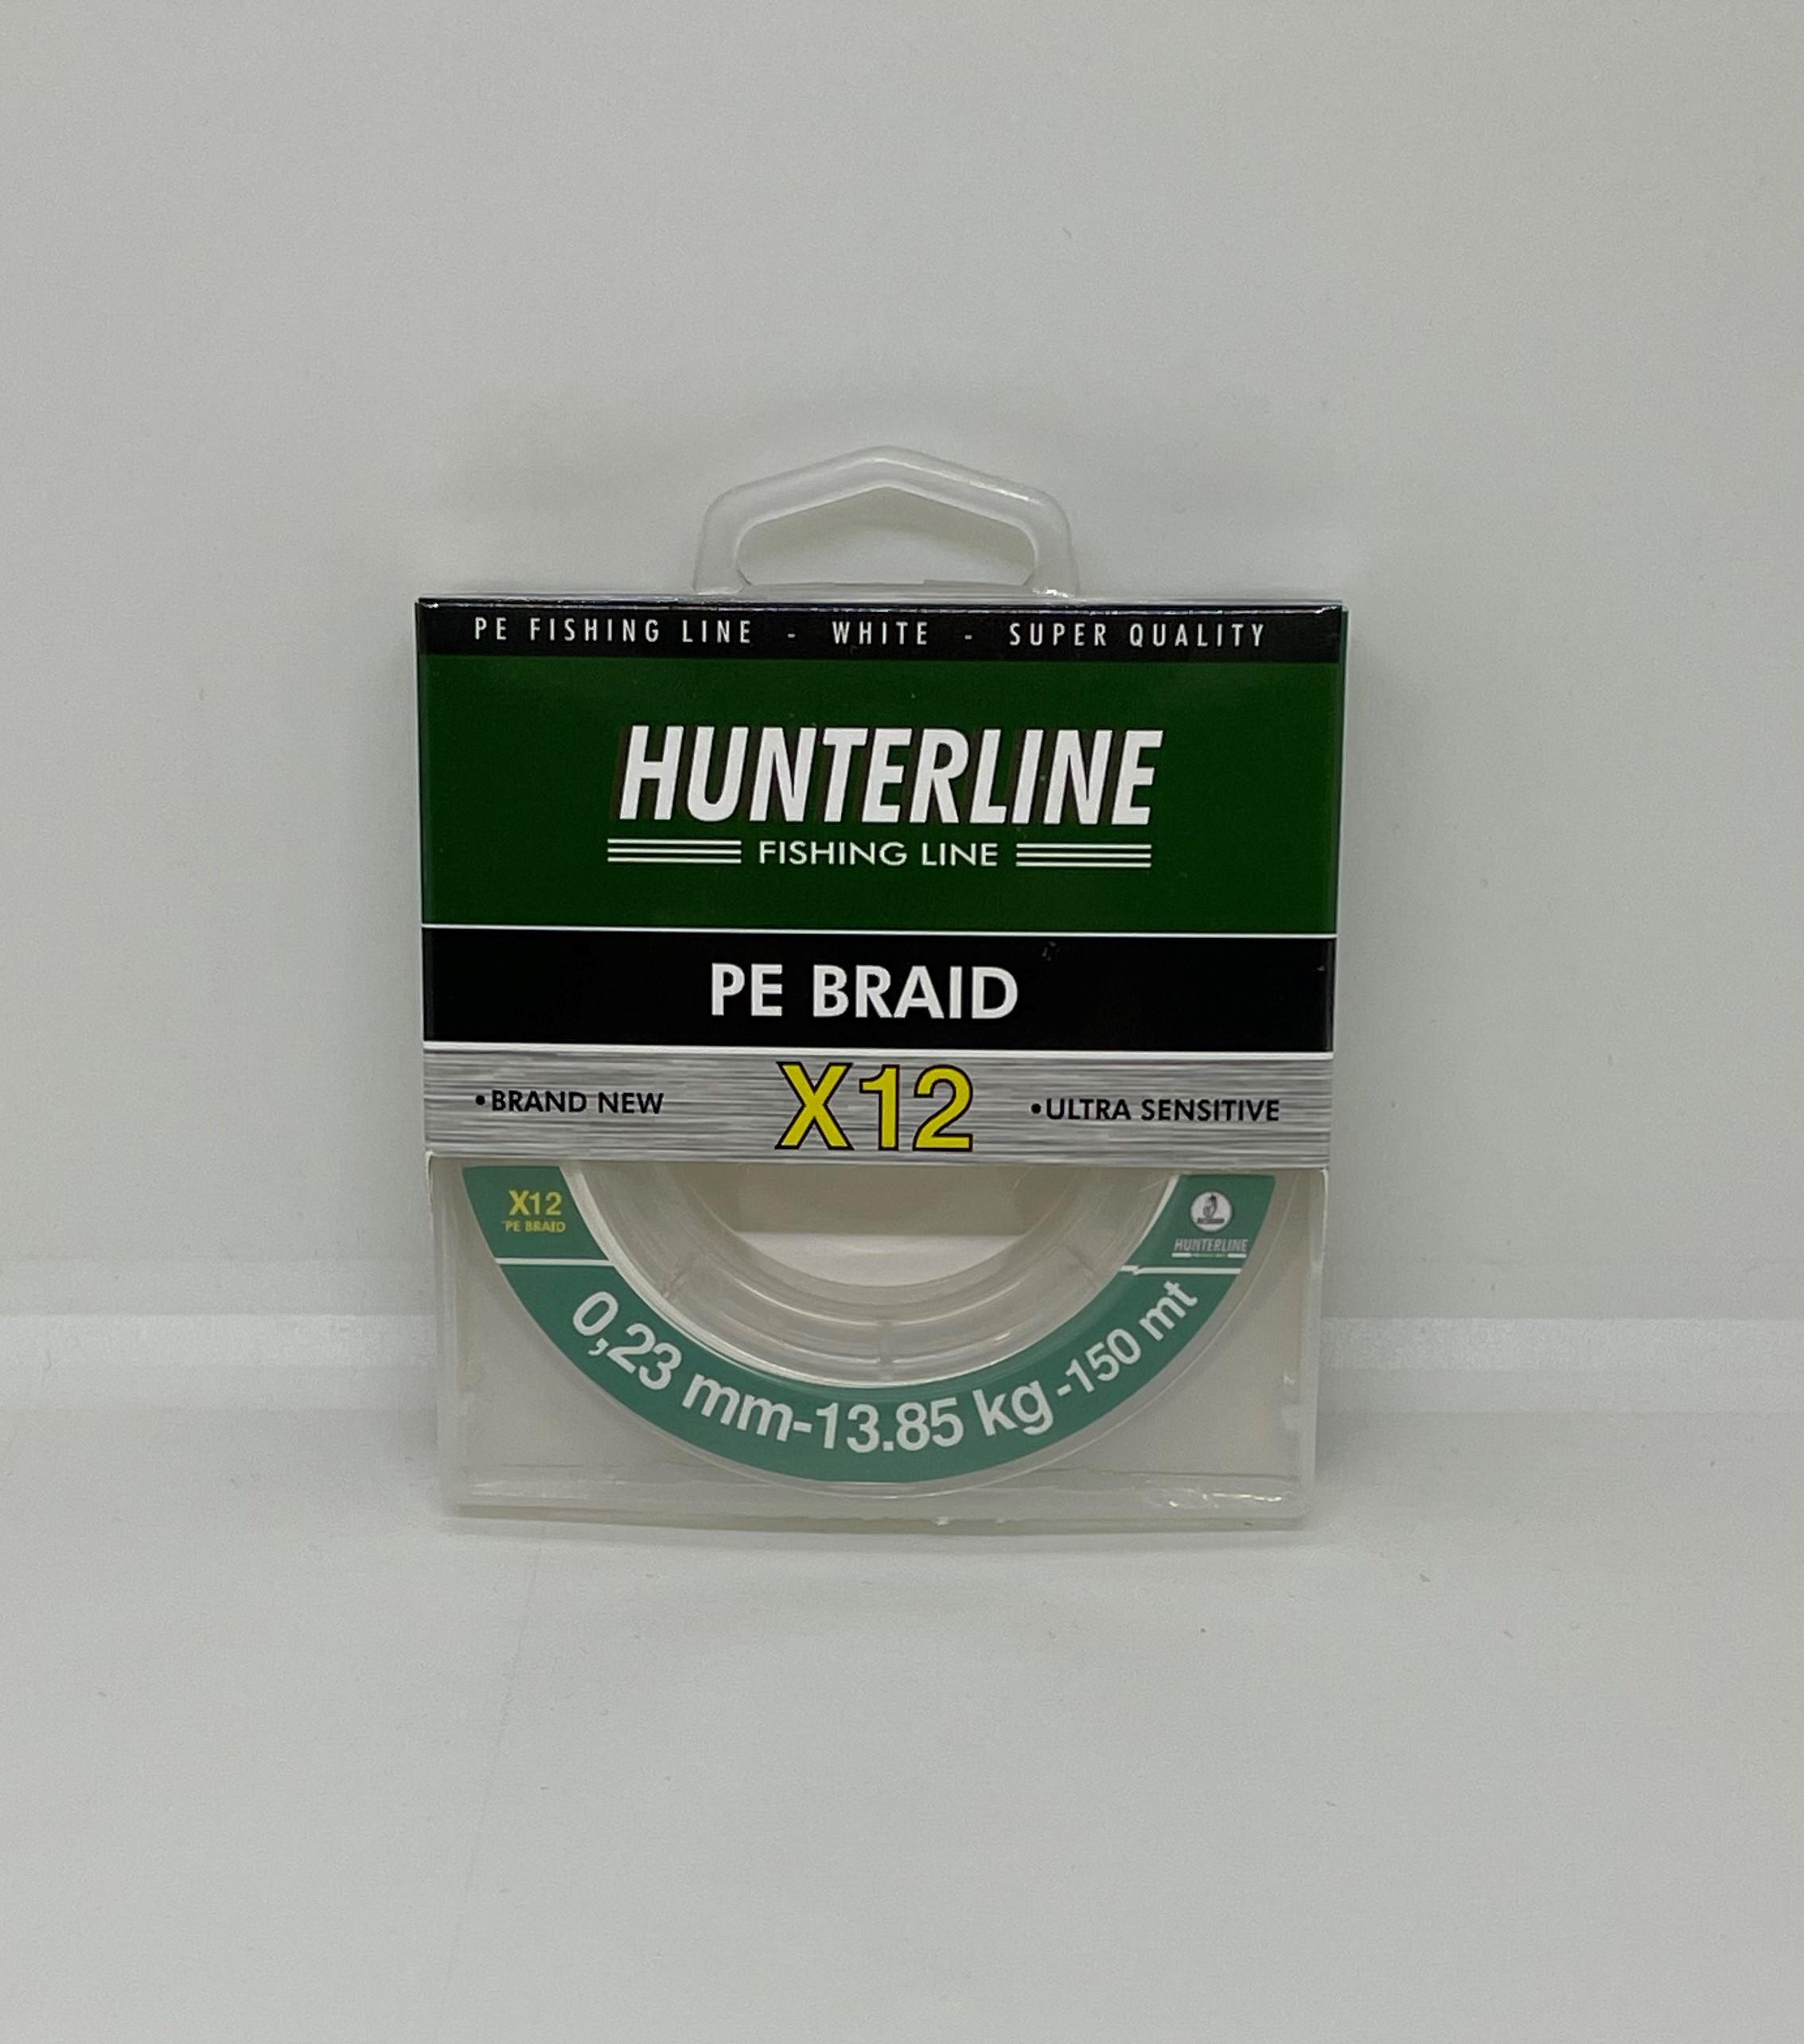 PE FISHING LINE - WHITE - SUPER QUALITY
HUNTERLINE
FISHING LINE
PE BRAID
•BRAND NEW
X12
•ULTRA SENSITIVE
X12
PE BRAID
HUNTERLINE
0,23 mm-13.85 kg-150 mt